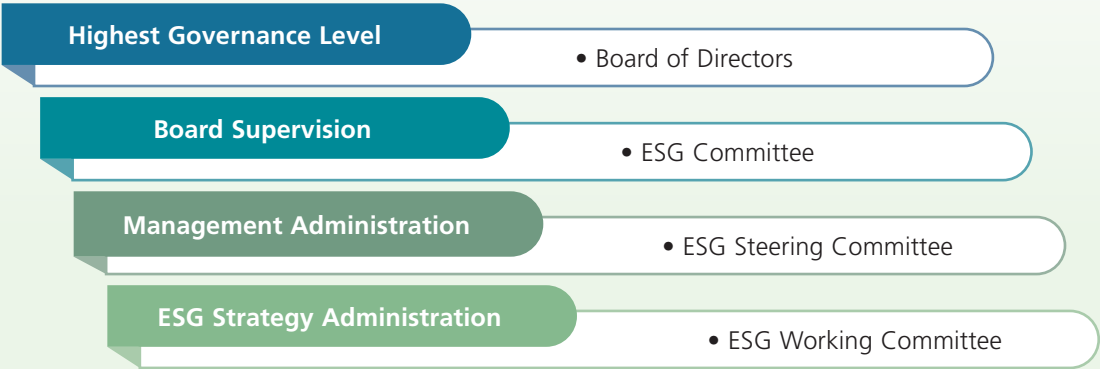 Highest Governance Level
• Board of Directors
Board Supervision
• ESG Committee
Management Administration
• ESG Steering Committee
ESG Strategy Administration
• ESG Working Committee